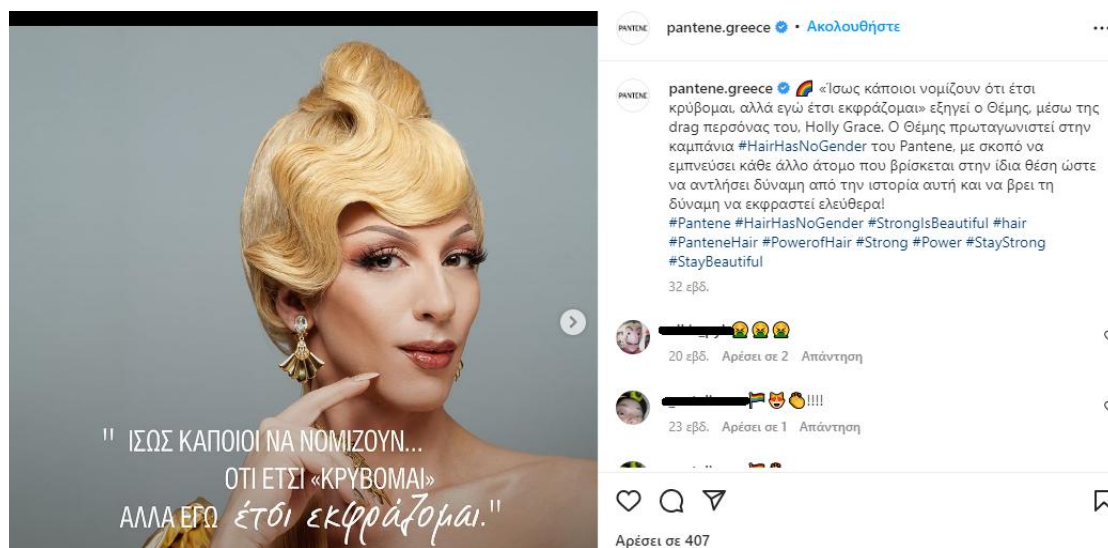 " ΙΣΩΣ ΚΑΠΟΙΟΙ ΝΑ ΝΟΜΙΖΟΥΝ...
ΟΤΙ ΕΤΣΙ «ΚΡΥΒΟΜΑΙ»
ΑΛΛΑ ΕΓΩ έτσι εκφράζομαι."
PANTENE
pantene.greece • Ακολουθήστε
PANTENE
pantene.greece 🌈 «Ίσως κάποιοι νομίζουν ότι έτσι
κρύβομαι, αλλά εγώ έτσι εκφράζομαι» εξηγεί ο Θέμης, μέσω της
drag περσόνας του, Holly Grace. Ο Θέμης πρωταγωνιστεί στην
καμπάνια #HairHasNoGender του Pantene, με σκοπό να
εμπνεύσει κάθε άλλο άτομο που βρίσκεται στην ίδια θέση ώστε
να αντλήσει δύναμη από την ιστορία αυτή και να βρει τη
δύναμη να εκφραστεί ελεύθερα!
#Pantene #HairHasNoGender #StrongIsBeautiful #hair
#PanteneHair #PowerofHair #Strong #Power #StayStrong
#StayBeautiful
32 εβδ.
20 εβδ. Αρέσει σε 2 Απάντηση
!!!!
23 εβδ. Αρέσει σε 1 Απάντηση
Αρέσει σε 407